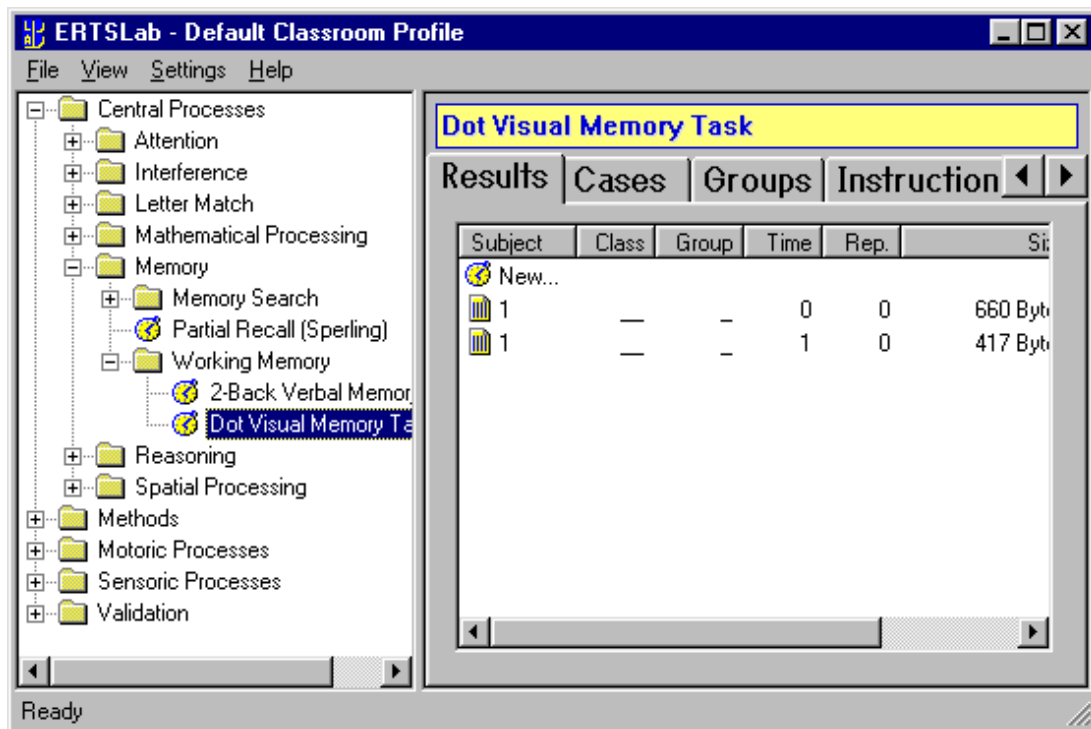 ERTSLab - Default Classroom Profile
File View Settings Help
Central Processes
Attention
Interference
Letter Match
Mathematical Processing
Memory
Memory Search
Partial Recall (Sperling)
Working Memory
2-Back Verbal Memor
Dot Visual Memory Ta
Reasoning
Spatial Processing
Methods
Motoric Processes
Sensoric Processes
Validation
Dot Visual Memory Task
Results Cases Groups Instruction
Subject Class Group Time Rep. Siz
New...
1 __ _ 0 0 660 Byt
1 __ _ 1 0 417 Byt
Ready